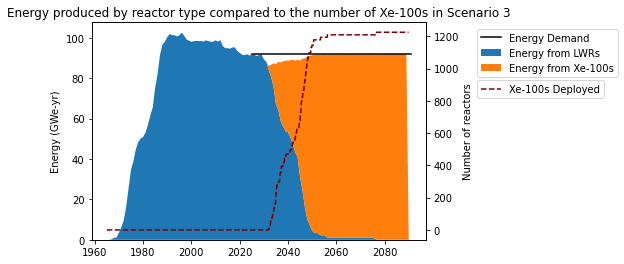 Energy produced by reactor type compared to the number of Xe-100s in Scenario 3
Energy (GWe-yr)
100
80
60
40
20
0
1960
1980
2000
2020
2040
2060
2080
1200
1000
800
600
400
200
0
Number of reactors
Energy Demand
Energy from LWRs
Energy from Xe-100s
Xe-100s Deployed